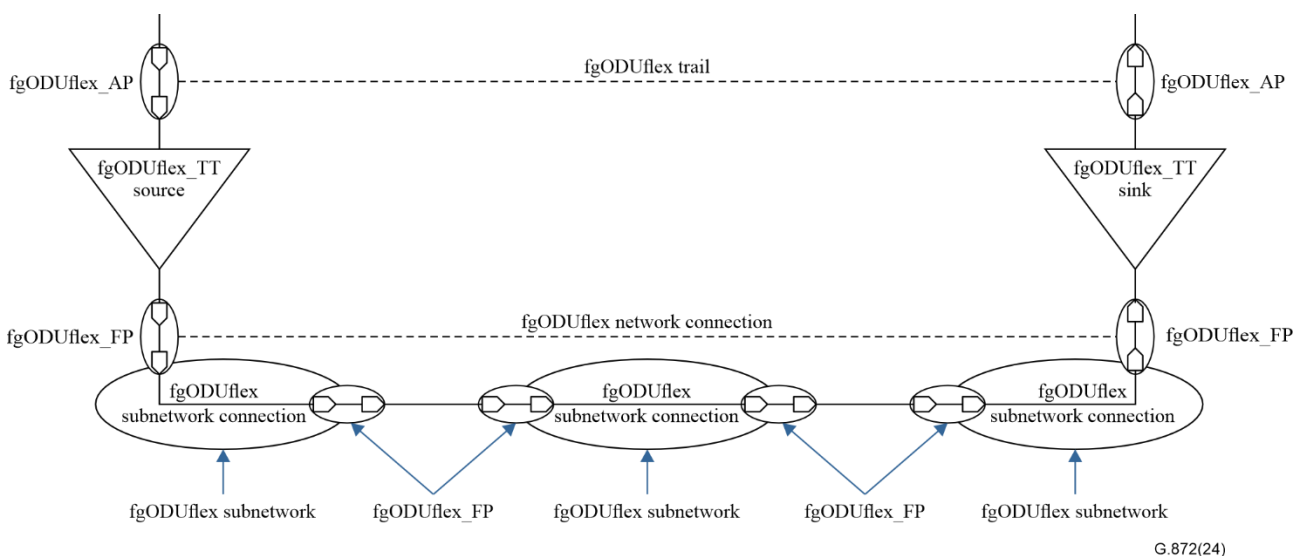 fgODUflex trail
fgODUflex_AP
fgODUflex_AP
fgODUflex_TT
source
fgODUflex_TT
sink
fgODUflex network connection
fgODUflex_FP
fgODUflex_FP
fgODUflex
subnetwork connection
fgODUflex
subnetwork connection
fgODUflex
subnetwork connection
fgODUflex subnetwork
fgODUflex_FP
fgODUflex subnetwork
fgODUflex_FP
fgODUflex subnetwork
G.872(24)